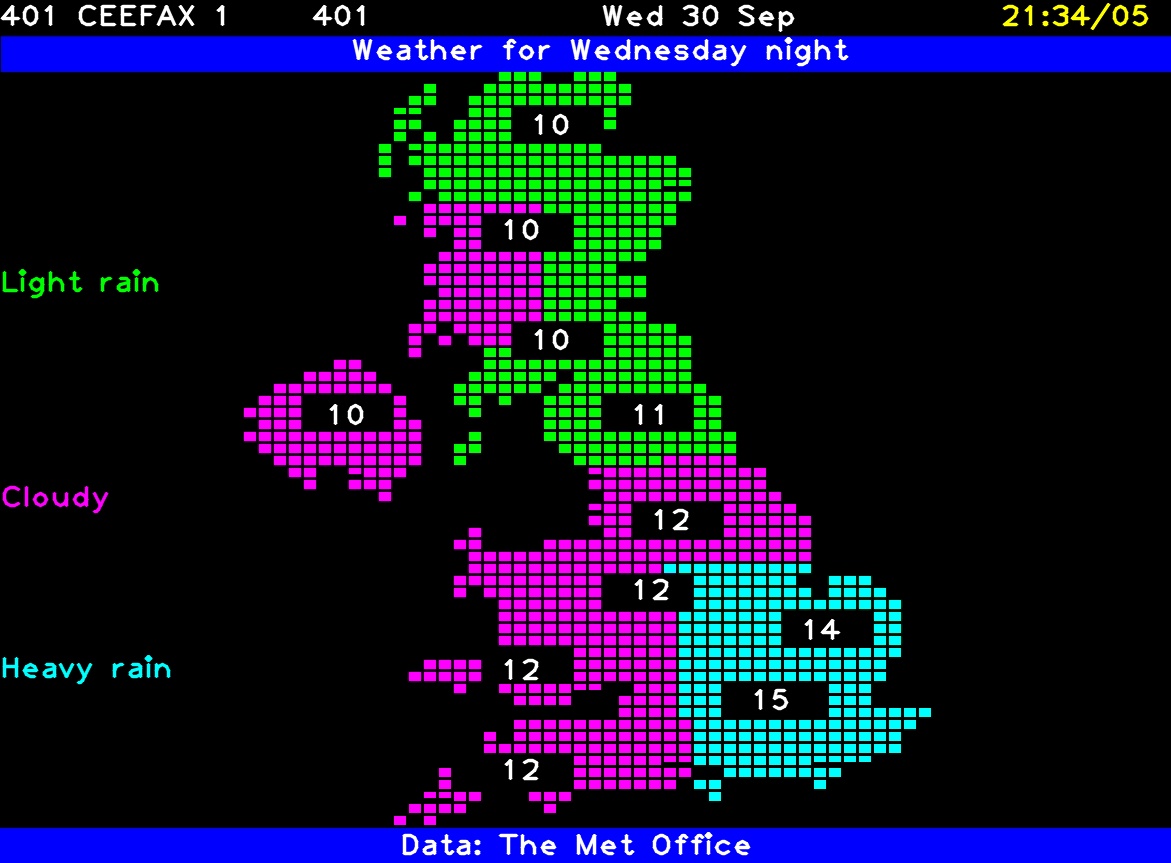 401 CEEFAX 1 401 Wed 30 Sep 21:34/05
Weather for Wednesday night
10
10
Light rain
10
10 11
Cloudy
12
12
14
Heavy rain 12
15
12
Data: The Met Office